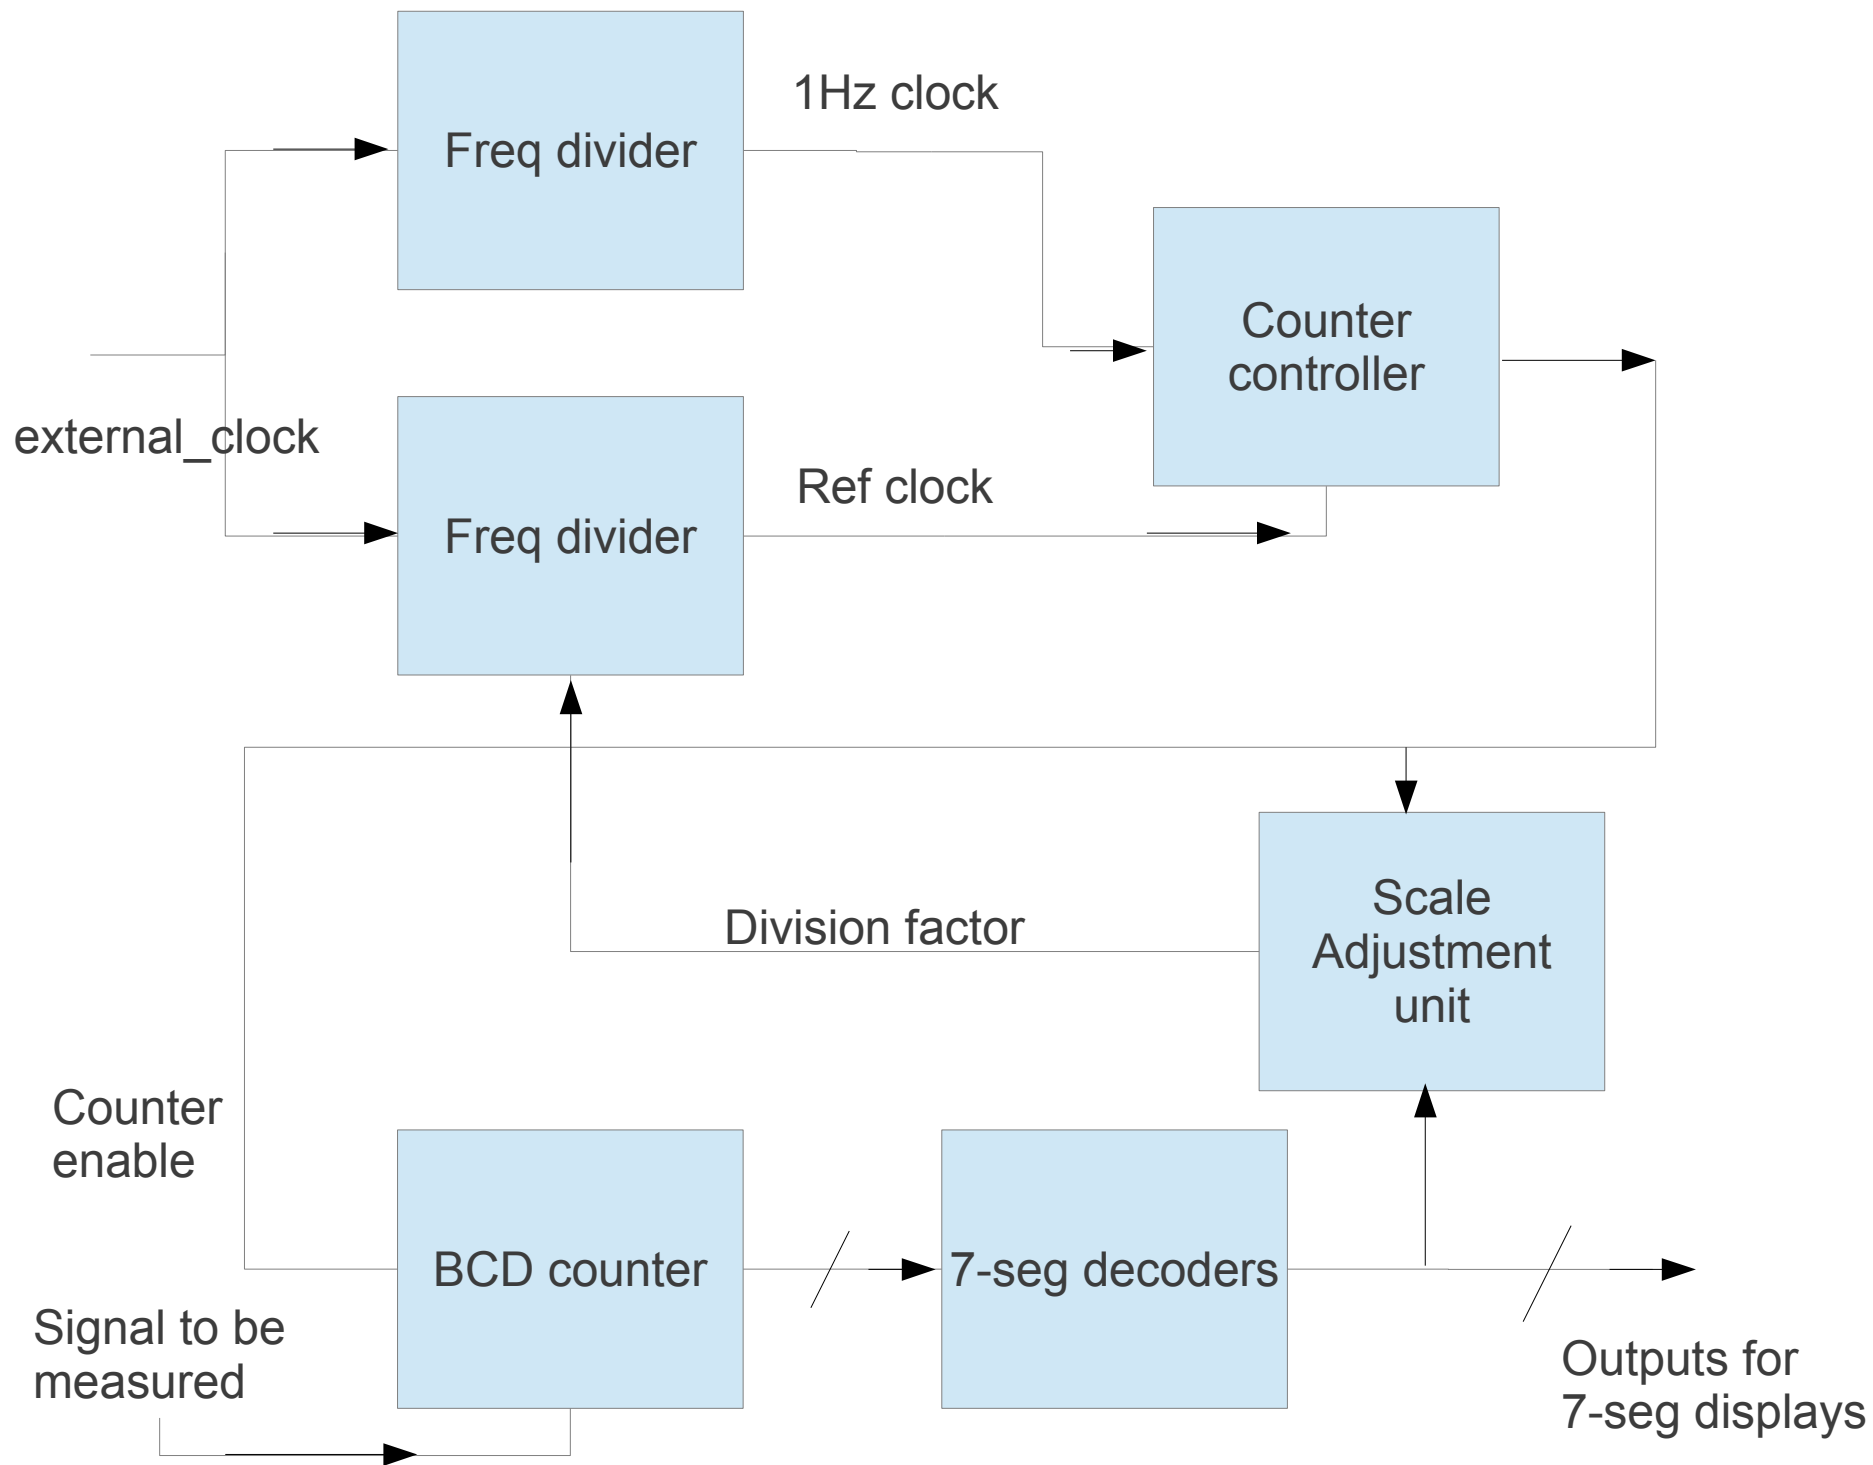 1Hz clock
Freq divider
Counter
controller
external_clock
Ref clock
Freq divider
Scale
Adjustment
unit
Division factor
Counter
enable
BCD counter
7-seg decoders
Signal to be
measured
Outputs for
7-seg displays